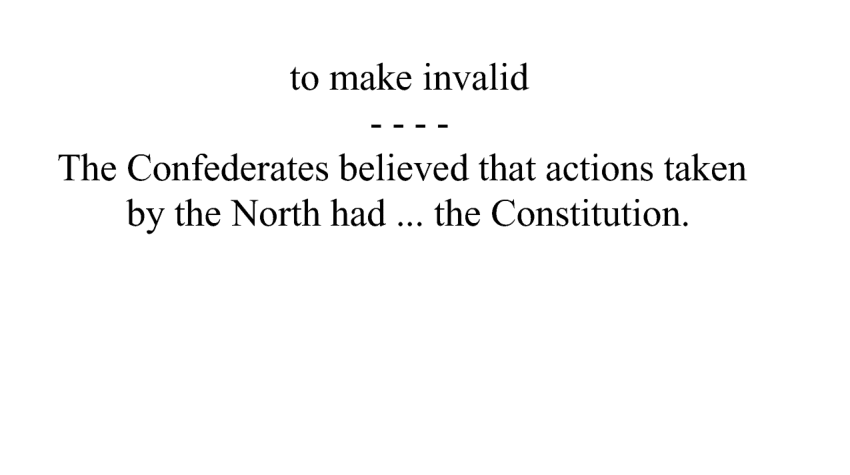 to make invalid
- - - -
The Confederates believed that actions taken
by the North had ... the Constitution.